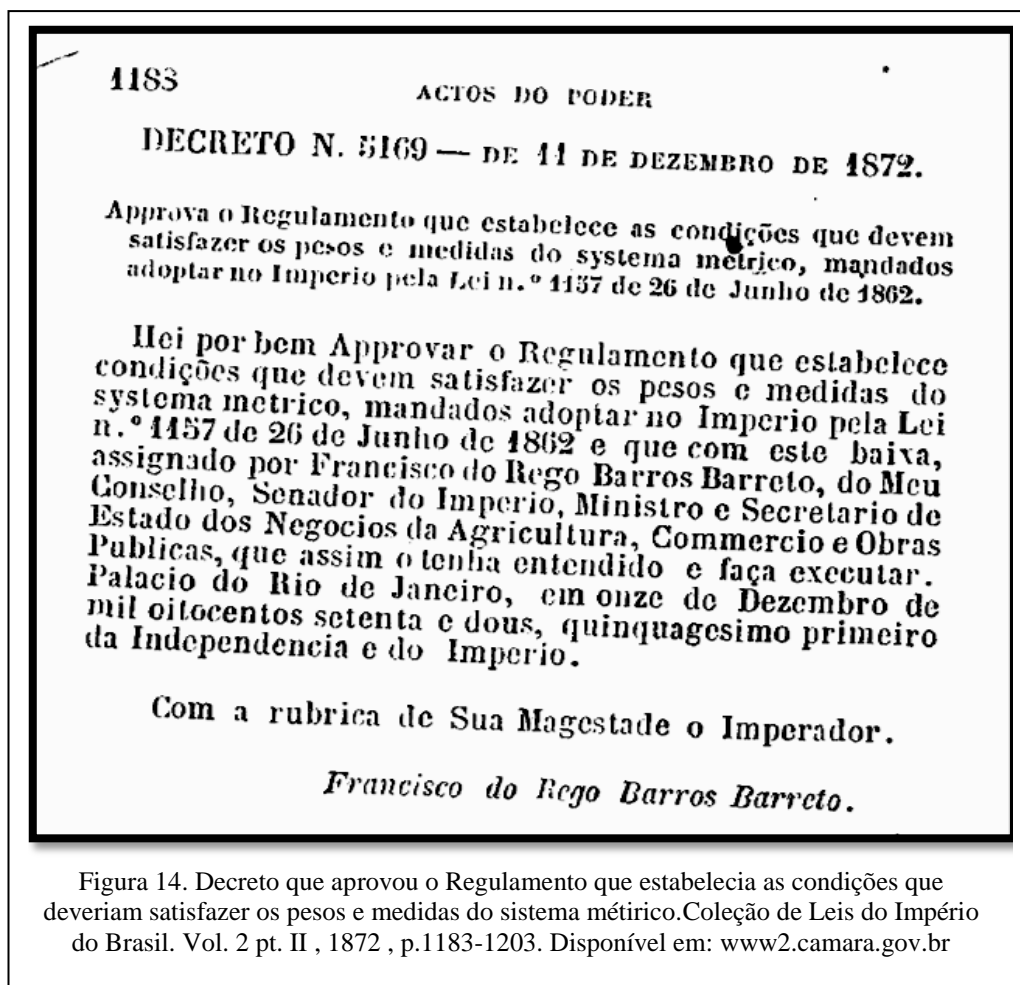 1183
ACTOS DO PODER
DECRETO N. 5169 — DE 11 DE DEZEMBRO DE 1872.
Approva o Regulamento que estabelece as condições que devem
satisfazer os pesos e medidas do systema metrico, mandados
adoptar no Imperio pela Lei n.º 1157 de 26 de Junho de 1862.
Hei por bem Approvar o Regulamento que estabelece
condições que devem satisfazer os pesos e medidas do
systema metrico, mandados adoptar no Imperio pela Lei
n.º 1157 de 26 de Junho de 1862 e que com este baixa,
assignado por Francisco do Rego Barros Barreto, do Meu
Conselho, Senador do Imperio, Ministro e Secretario de
Estado dos Negocios da Agricultura, Commercio e Obras
Publicas, que assim o tenha entendido e faça executar.
Palacio do Rio de Janeiro, em onze de Dezembro de
mil oitocentos setenta e dous, quinquagesimo primeiro
da Independencia e do Imperio.
Com a rubrica de Sua Magestade o Imperador.
Francisco do Rego Barros Barreto.
Figura 14. Decreto que aprovou o Regulamento que estabelecia as condições que
deveriam satisfazer os pesos e medidas do sistema métirico.Coleção de Leis do Império
do Brasil. Vol. 2 pt. II , 1872 , p.1183-1203. Disponível em: www2.camara.gov.br